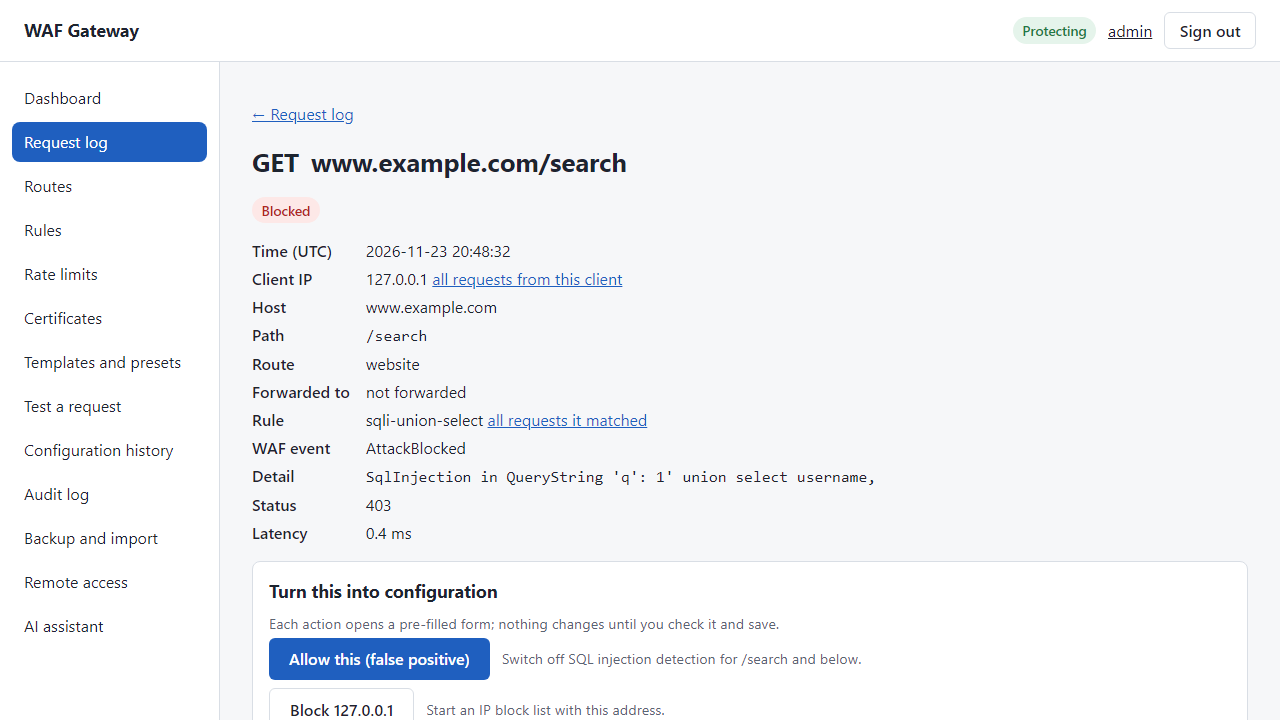 WAF Gateway
Protecting
admin
Sign out
Dashboard
Request log
Routes
Rules
Rate limits
Certificates
Templates and presets
Test a request
Configuration history
Audit log
Backup and import
Remote access
AI assistant
← Request log
GET www.example.com/search
Blocked
Time (UTC) 2026-11-23 20:48:32
Client IP 127.0.0.1 all requests from this client
Host www.example.com
Path /search
Route website
Forwarded to not forwarded
Rule sqli-union-select all requests it matched
WAF event AttackBlocked
Detail SqlInjection in QueryString 'q': 1' union select username,
Status 403
Latency 0.4 ms
Turn this into configuration
Each action opens a pre-filled form; nothing changes until you check it and save.
Allow this (false positive) Switch off SQL injection detection for /search and below.
Block 127.0.0.1 Start an IP block list with this address.